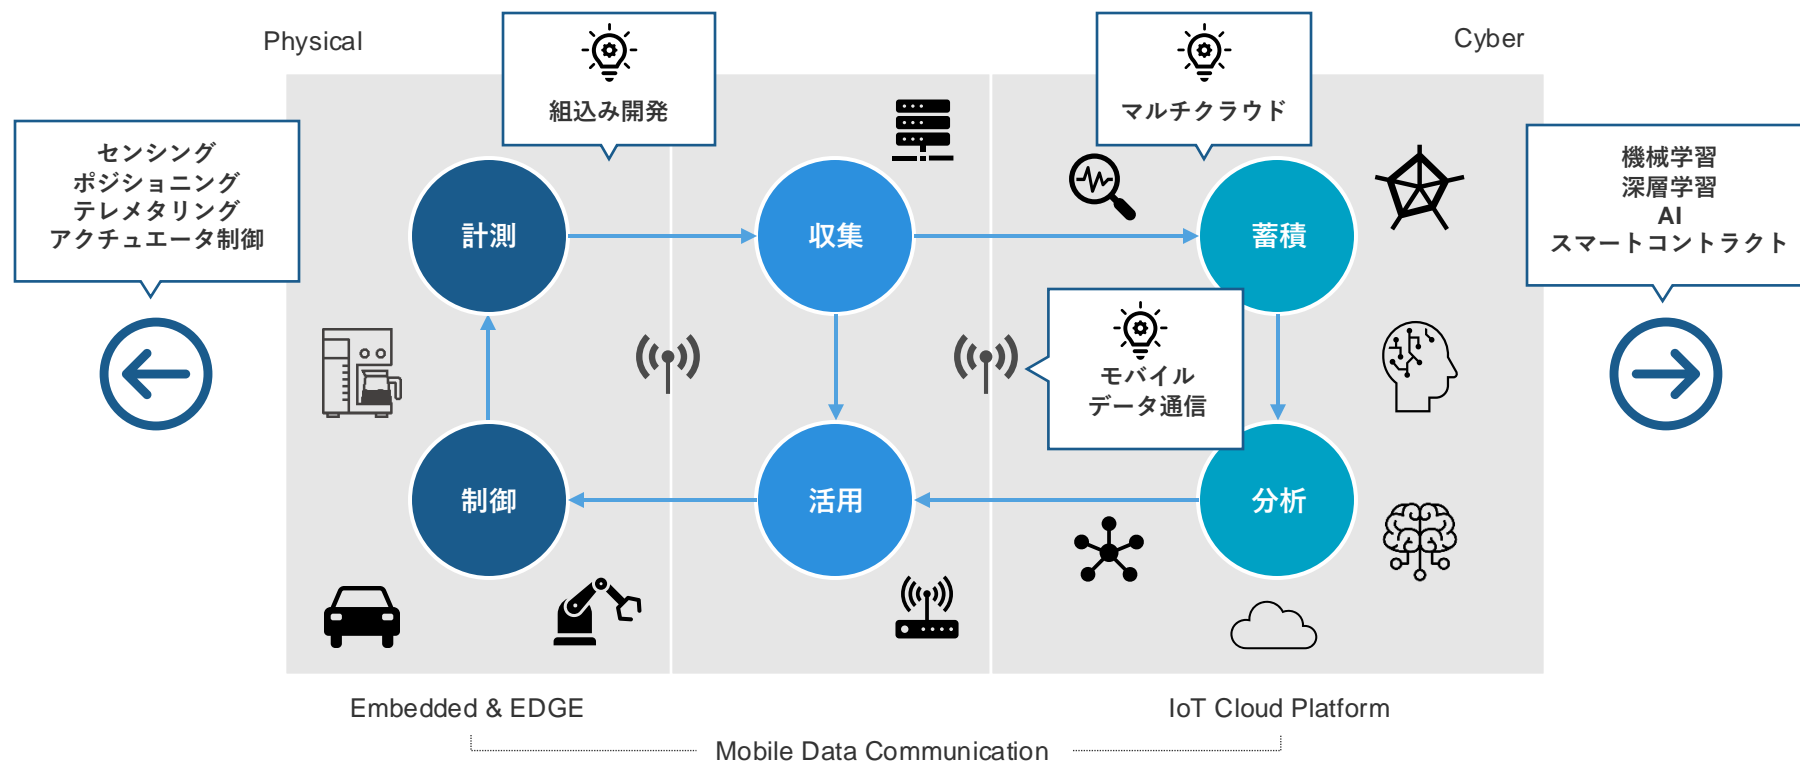 Physical
Cyber
組込み開発
マルチクラウド
センシング
ポジショニング
テレメタリング
アクチュエータ制御
機械学習
深層学習
AI
スマートコントラクト
計測
収集
蓄積
モバイル
データ通信
制御
活用
分析
Embedded & EDGE
IoT Cloud Platform
Mobile Data Communication